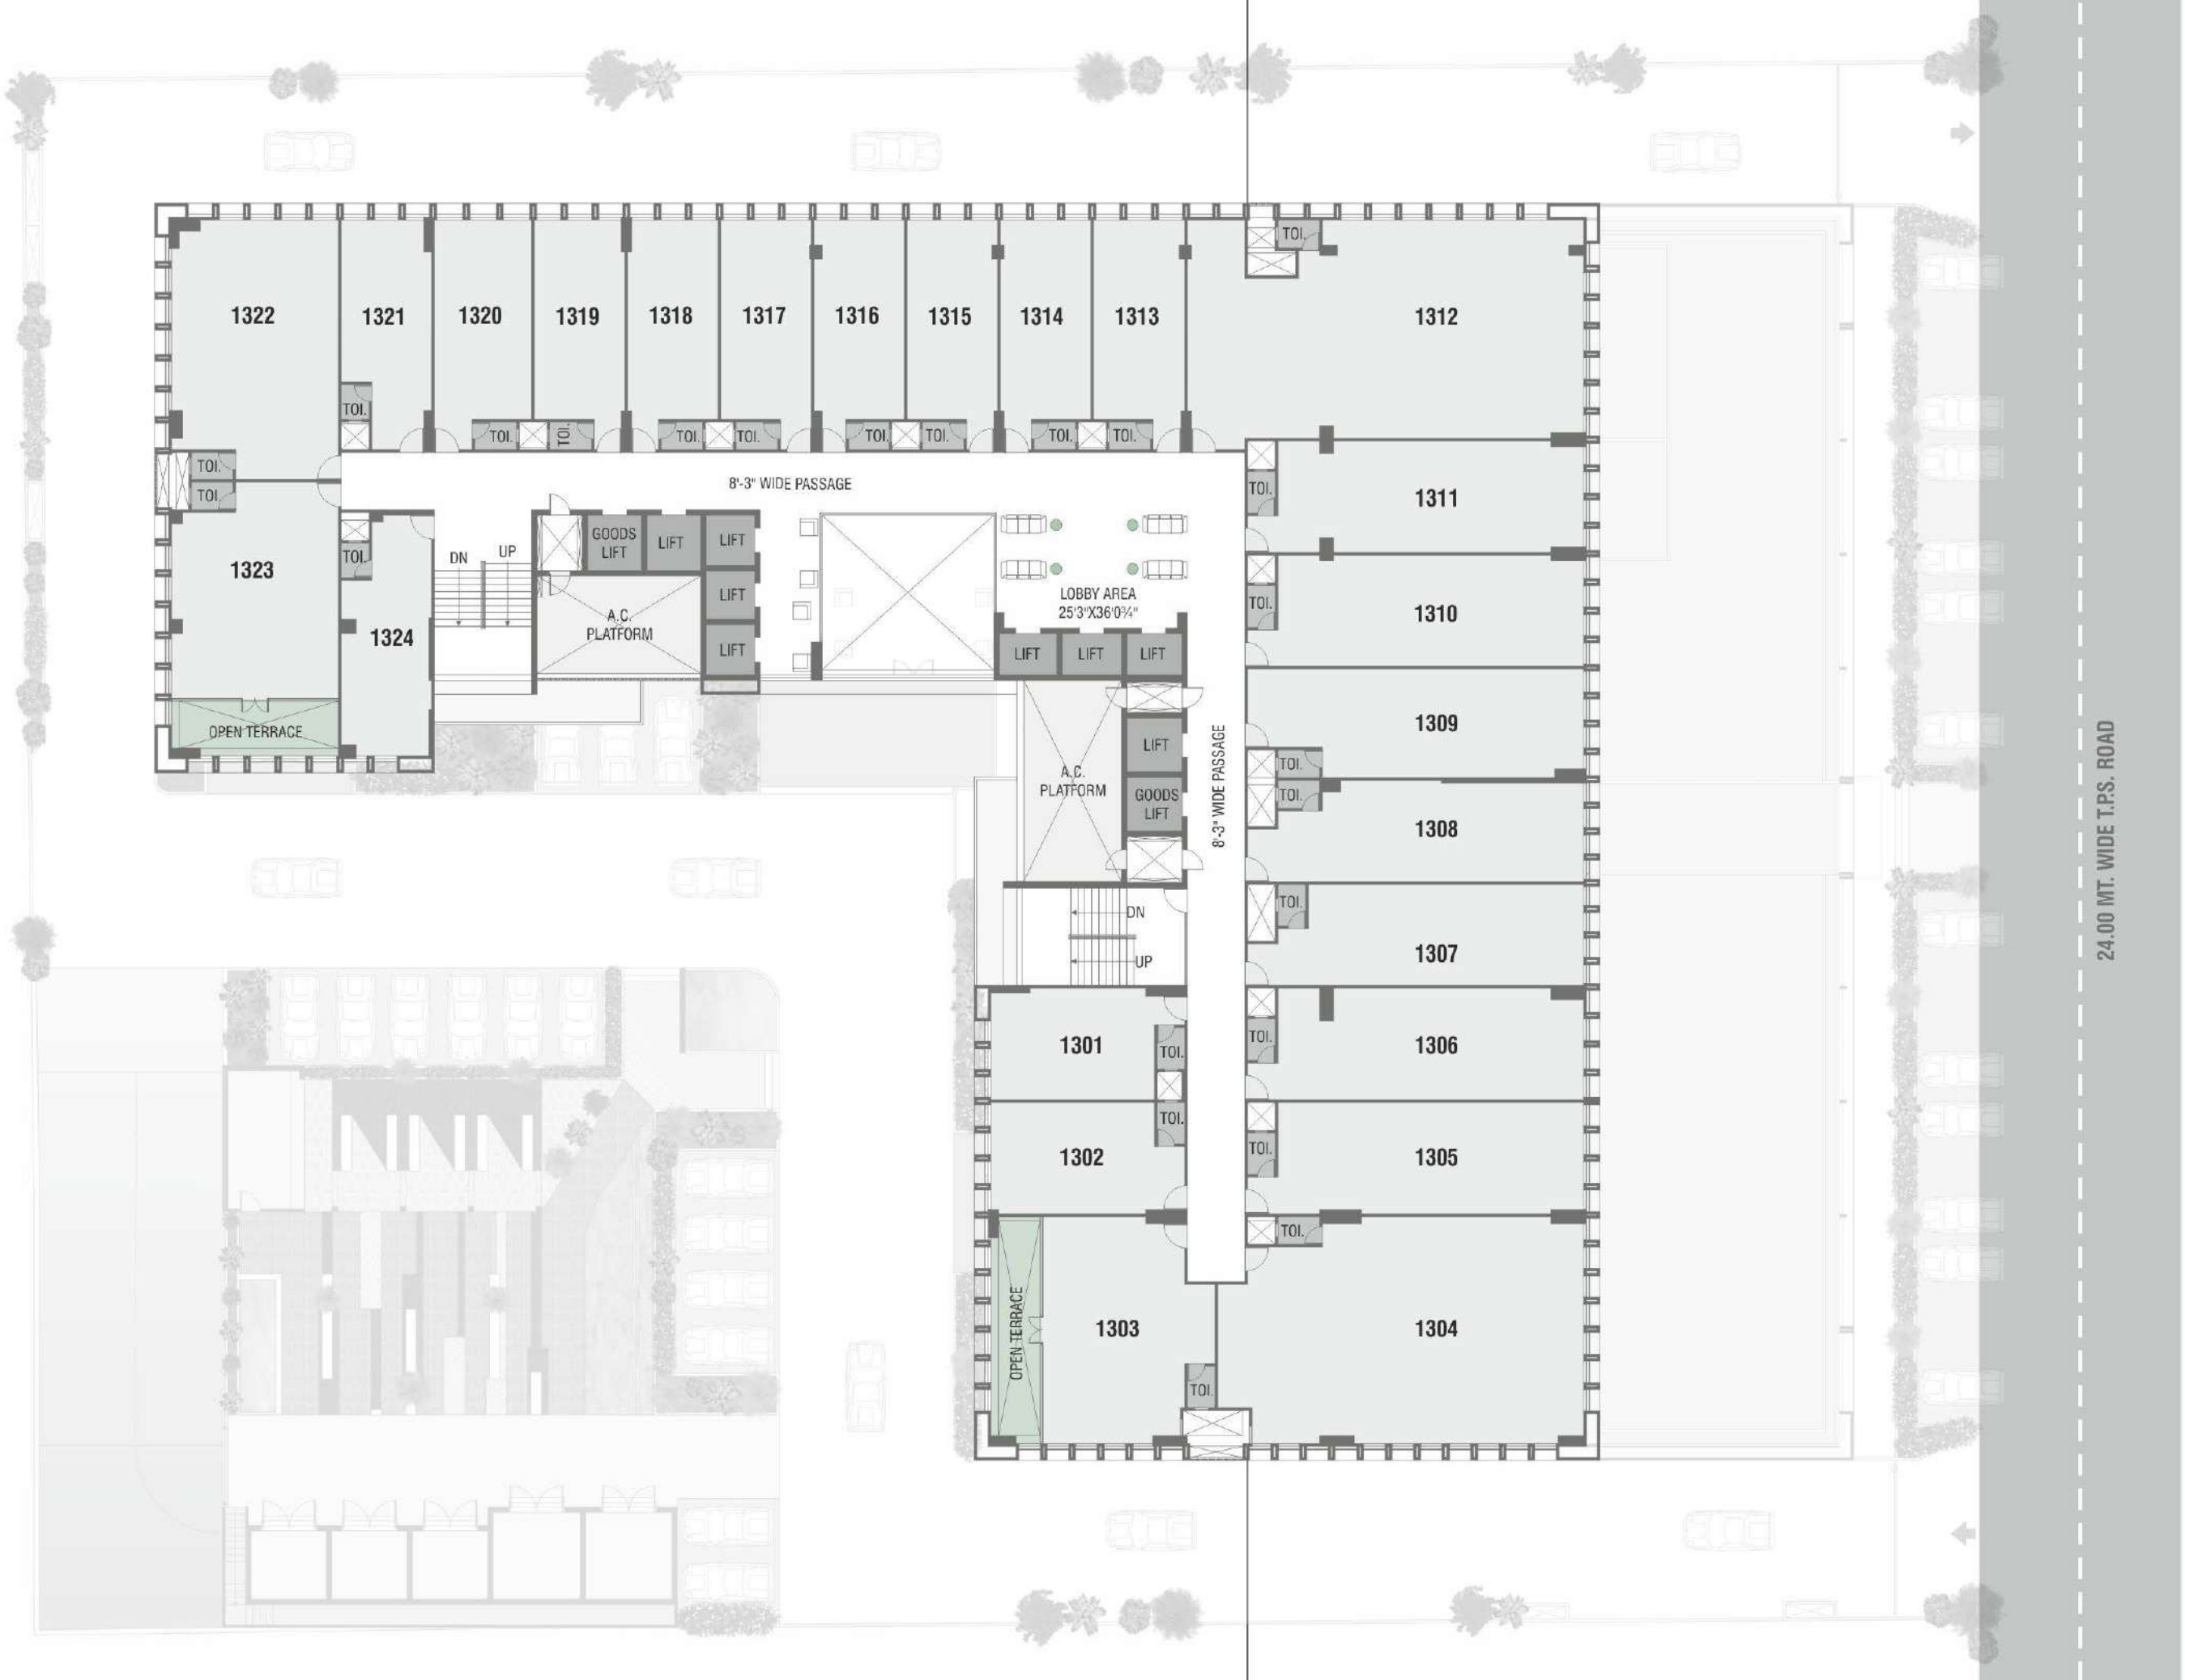 TOI.
1322
1321
1320
1319
1318
1317
1316
1315
1314
1313
1312
TOI.
TOI.
TOI.
TOI.
TOI.
TOI.
TOI.
TOI.
TOI.
TOI.
TOI.
8'-3" WIDE PASSAGE
TOI.
1311
TOI.
GOODS
LIFT
LIFT
LIFT
DN
UP
TOI.
1323
LIFT
LOBBY AREA
25'3"X36'0¾"
TOI.
1310
A.C.
PLATFORM
1324
LIFT
LIFT
LIFT
LIFT
OPEN TERRACE
1309
LIFT
8'-3" WIDE PASSAGE
TOI.
A.C.
PLATFORM
GOODS
LIFT
TOI.
1308
24.00 MT. WIDE T.P.S. ROAD
TOI.
DN
1307
UP
1301
TOI.
TOI.
1306
TOI.
1302
TOI.
1305
TOI.
OPEN TERRACE
1303
1304
TOI.